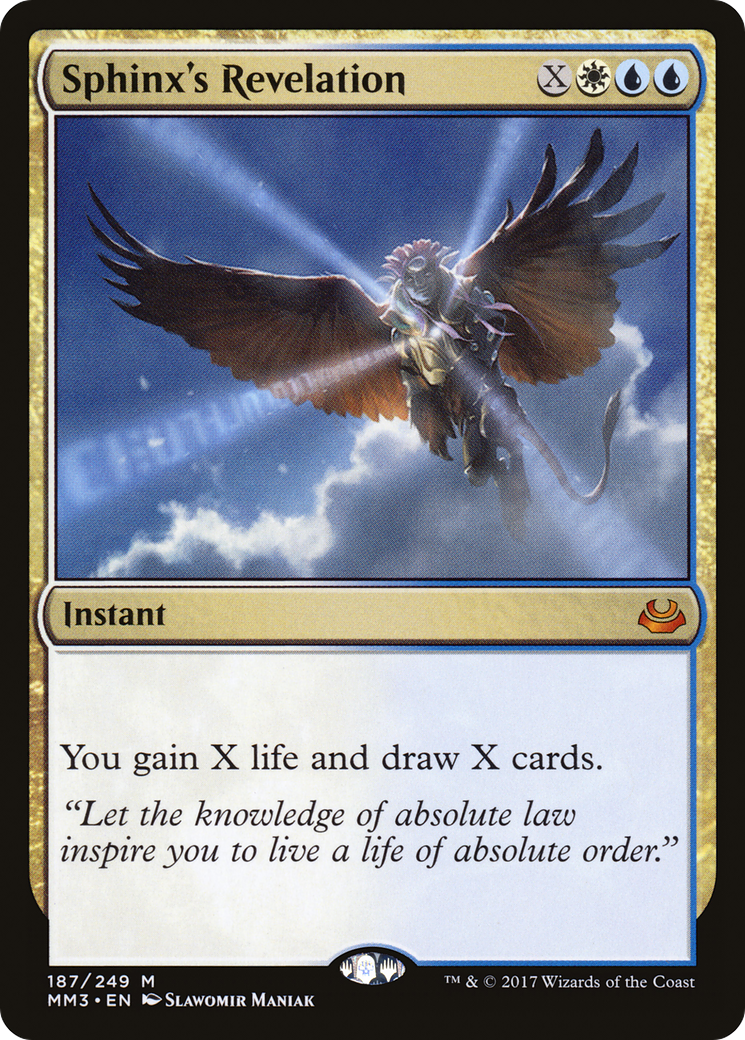 Sphinx's Revelation X
Instant
You gain X life and draw X cards.
“Let the knowledge of absolute law
inspire you to live a life of absolute order.”
187/249 M
MM3 • EN Slawomir Maniak
™ & © 2017 Wizards of the Coast